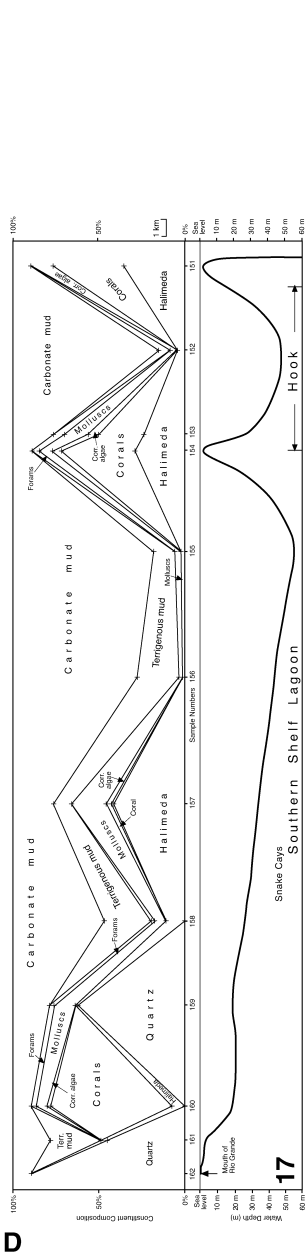 D
100%
50%
0%
Constituent Composition
1 km
Carbonate mud
Carbonate mud
Carbonate mud
Forams
Molluscs
Corr. algae
Corals
Terr. mud
Quartz
Halimeda
Quartz
Forams
Terrigenous mud
Molluscs
Corr. algae
Coral
Halimeda
Terrigenous mud
Molluscs
Forams
Molluscs
Corr. algae
Corals
Halimeda
Corr. algae
Corals
Halimeda
100%
50%
0%
162 161 160 159 158 157 156 155 154 153 152 151
Sample Numbers
Water Depth (m)
Sea level
10 m
20 m
30 m
40 m
50 m
60 m
Mouth of
Rio Grande
17
Snake Cays
Southern Shelf Lagoon
Hook
Sea level
10 m
20 m
30 m
40 m
50 m
60 m